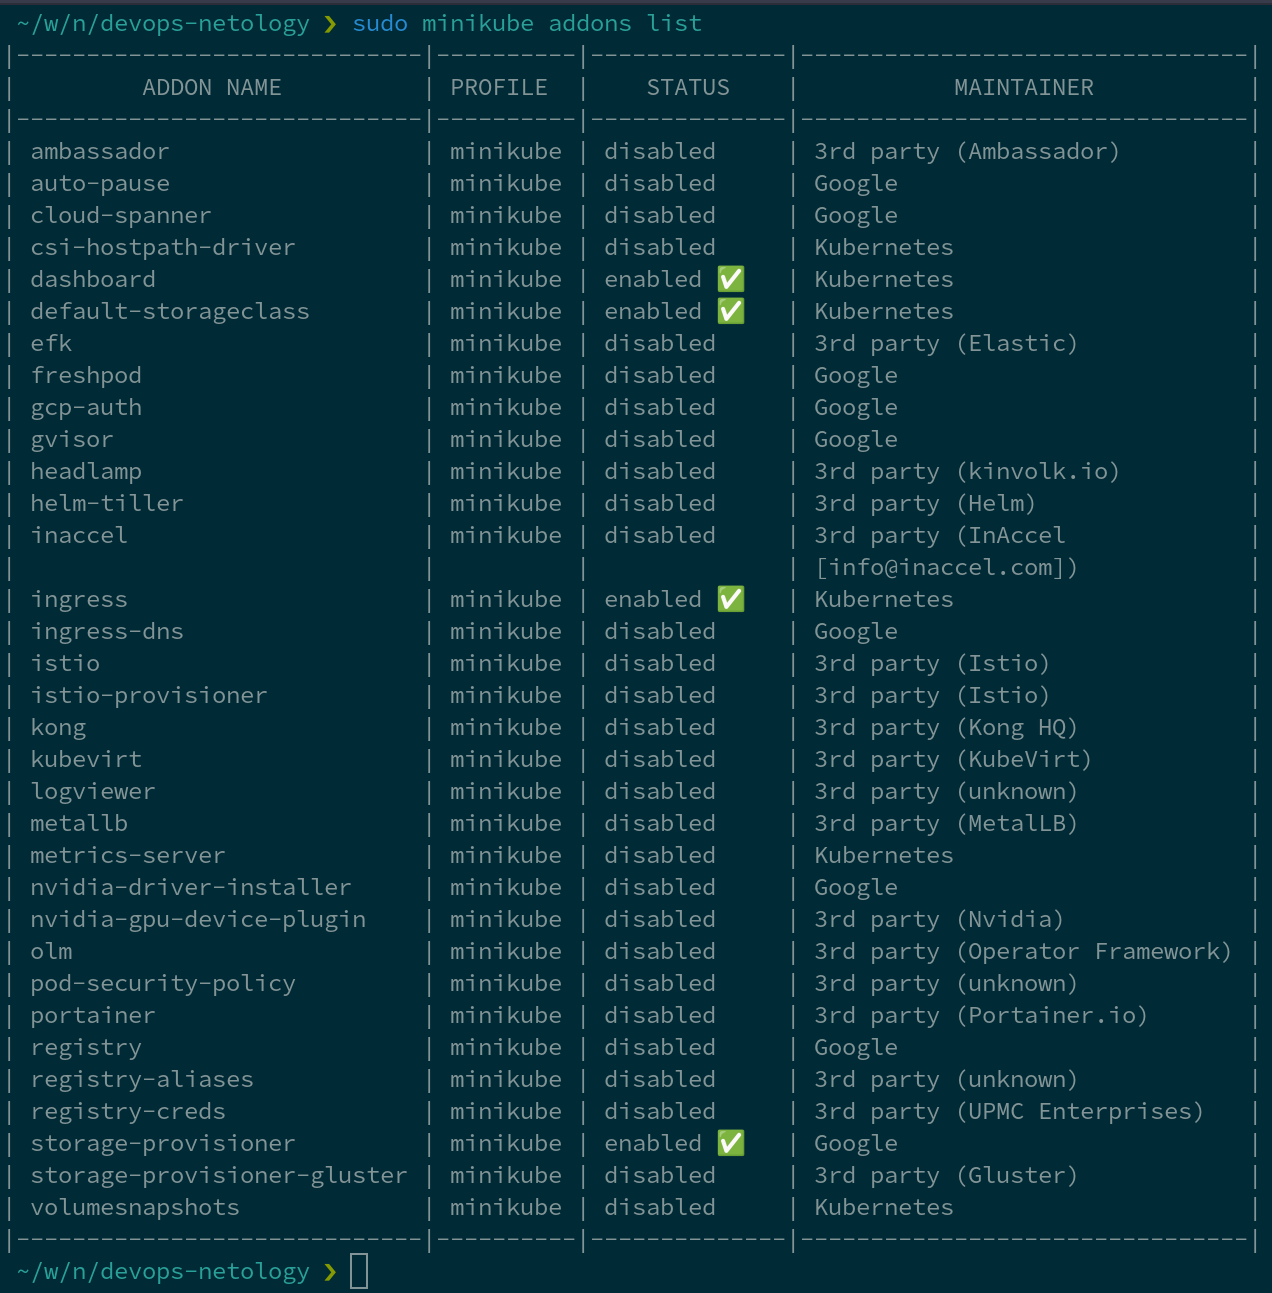 ~/w/n/devops-netology ❯ sudo minikube addons list
|-----------------------------|----------|--------------|--------------------------------|
|         ADDON NAME          | PROFILE  |    STATUS    |           MAINTAINER           |
|-----------------------------|----------|--------------|--------------------------------|
| ambassador                  | minikube | disabled     | 3rd party (Ambassador)         |
| auto-pause                  | minikube | disabled     | Google                         |
| cloud-spanner               | minikube | disabled     | Google                         |
| csi-hostpath-driver         | minikube | disabled     | Kubernetes                     |
| dashboard                   | minikube | enabled ✅   | Kubernetes                     |
| default-storageclass        | minikube | enabled ✅   | Kubernetes                     |
| efk                         | minikube | disabled     | 3rd party (Elastic)            |
| freshpod                    | minikube | disabled     | Google                         |
| gcp-auth                    | minikube | disabled     | Google                         |
| gvisor                      | minikube | disabled     | Google                         |
| headlamp                    | minikube | disabled     | 3rd party (kinvolk.io)         |
| helm-tiller                 | minikube | disabled     | 3rd party (Helm)               |
| inaccel                     | minikube | disabled     | 3rd party (InAccel             |
|                             |          |              | [info@inaccel.com])            |
| ingress                     | minikube | enabled ✅   | Kubernetes                     |
| ingress-dns                 | minikube | disabled     | Google                         |
| istio                       | minikube | disabled     | 3rd party (Istio)              |
| istio-provisioner           | minikube | disabled     | 3rd party (Istio)              |
| kong                        | minikube | disabled     | 3rd party (Kong HQ)            |
| kubevirt                    | minikube | disabled     | 3rd party (KubeVirt)           |
| logviewer                   | minikube | disabled     | 3rd party (unknown)            |
| metallb                     | minikube | disabled     | 3rd party (MetalLB)            |
| metrics-server              | minikube | disabled     | Kubernetes                     |
| nvidia-driver-installer     | minikube | disabled     | Google                         |
| nvidia-gpu-device-plugin    | minikube | disabled     | 3rd party (Nvidia)             |
| olm                         | minikube | disabled     | 3rd party (Operator Framework) |
| pod-security-policy         | minikube | disabled     | 3rd party (unknown)            |
| portainer                   | minikube | disabled     | 3rd party (Portainer.io)       |
| registry                    | minikube | disabled     | Google                         |
| registry-aliases            | minikube | disabled     | 3rd party (unknown)            |
| registry-creds              | minikube | disabled     | 3rd party (UPMC Enterprises)   |
| storage-provisioner         | minikube | enabled ✅   | Google                         |
| storage-provisioner-gluster | minikube | disabled     | 3rd party (Gluster)            |
| volumesnapshots             | minikube | disabled     | Kubernetes                     |
|-----------------------------|----------|--------------|--------------------------------|
~/w/n/devops-netology ❯